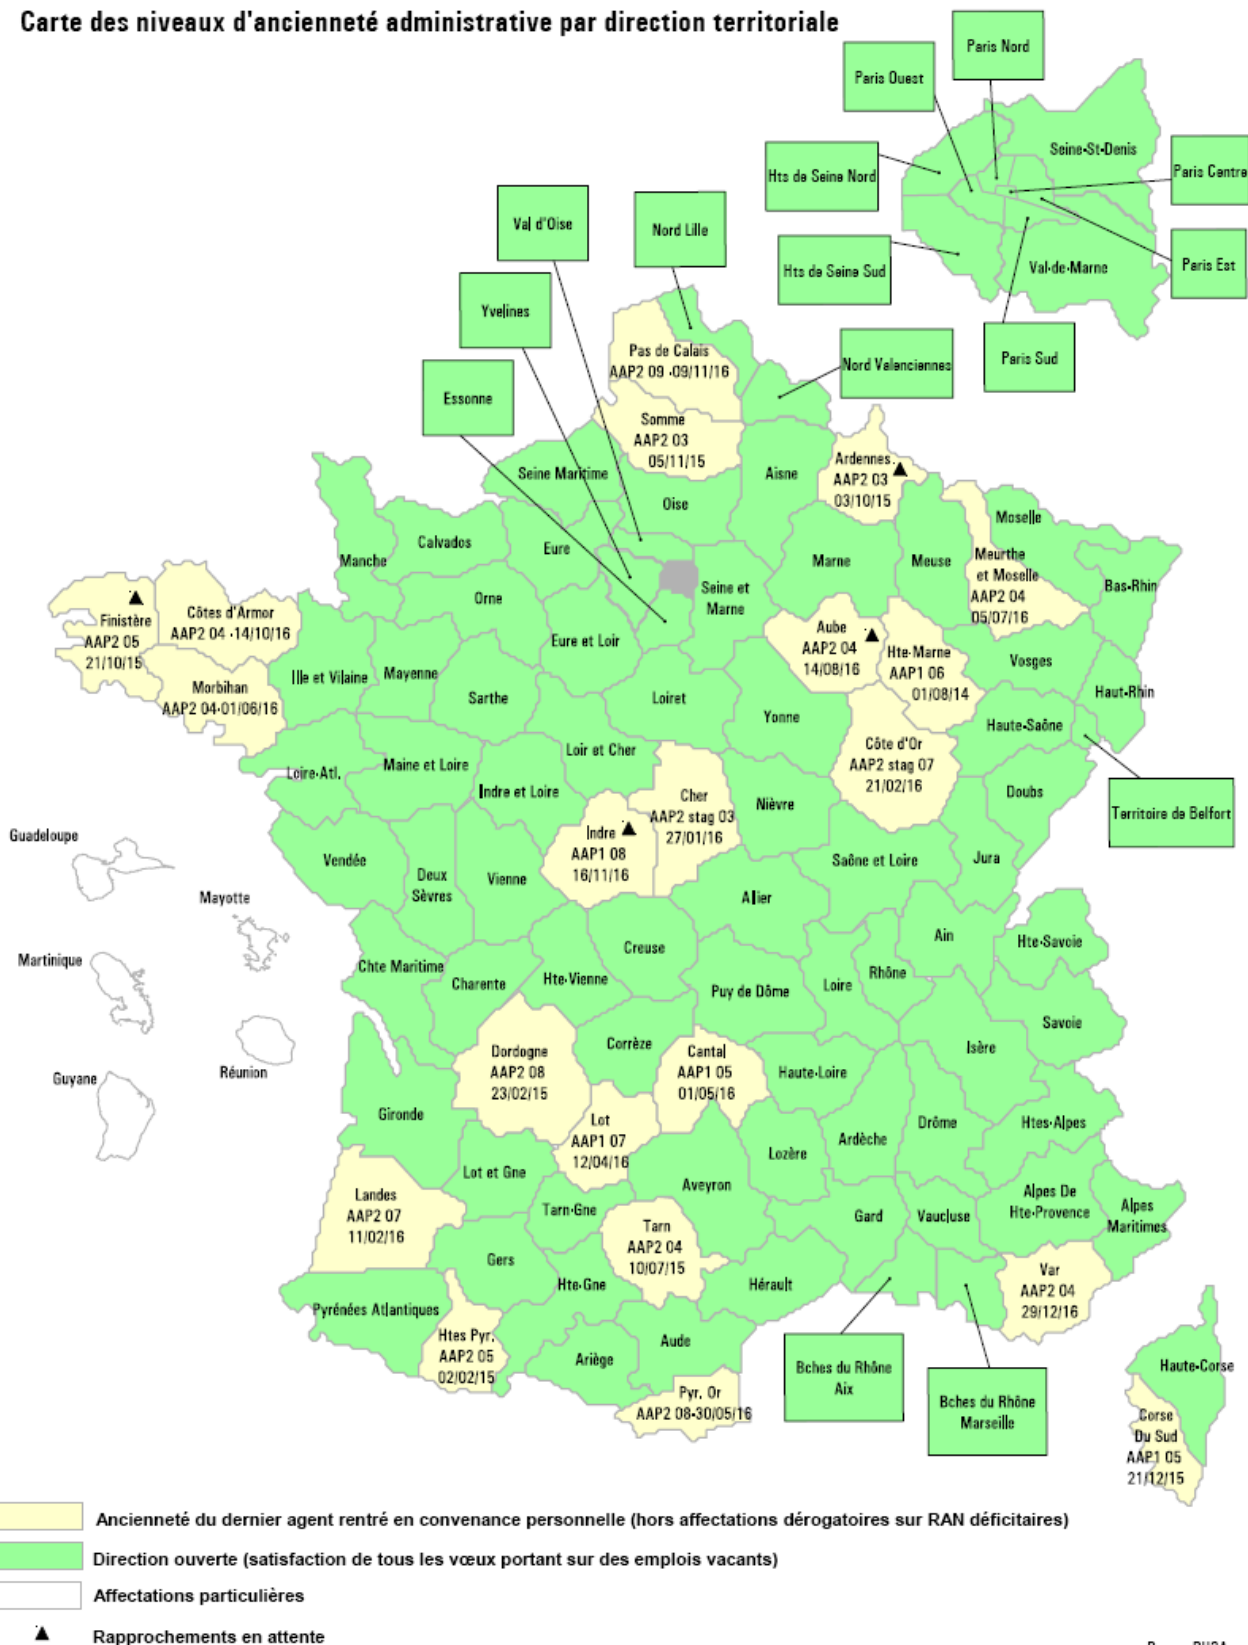 Carte des niveaux d'ancienneté administrative par direction territoriale
Paris Nord
Paris Ouest
Seine-St-Denis
Hts de Seine Nord
Paris Centre
Val d'Oise
Nord Lille
Hts de Seine Sud
Val-de-Marne
Paris Est
Yvelines
Paris Sud
Pas de Calais
AAP2 09 -09/11/16
Nord Valenciennes
Essonne
Somme
AAP2 03
05/11/15
Seine Maritime
Aisne
Ardennes
AAP2 03
03/10/15
Oise
Moselle
Manche
Calvados
Eure
Marne
Meuse
Meurthe
et Moselle
AAP2 04
05/07/16
Bas-Rhin
Seine et
Marne
Finistère
AAP2 05
21/10/15
Côtes d'Armor
AAP2 04 -14/10/16
Orne
Eure et Loir
Aube
AAP2 04
14/08/16
Hte-Marne
AAP1 06
01/08/14
Vosges
Haut-Rhin
Morbihan
AAP2 04-01/06/16
Ille et Vilaine
Mayenne
Sarthe
Loiret
Yonne
Haute-Saône
Loire-Atl.
Maine et Loire
Loir et Cher
Indre et Loire
Côte d'Or
AAP2 stag 07
21/02/16
Doubs
Territoire de Belfort
Cher
AAP2 stag 03
27/01/16
Nièvre
Indre
AAP1 08
16/11/16
Guadeloupe
Vendée
Deux
Sèvres
Vienne
Saône et Loire
Jura
Mayotte
Allier
Martinique
Chte Maritime
Charente
Hte-Vienne
Creuse
Puy de Dôme
Loire
Rhône
Ain
Hte-Savoie
Savoie
Guyane
Réunion
Dordogne
AAP2 08
23/02/15
Corrèze
Cantal
AAP1 05
01/05/16
Haute-Loire
Isère
Gironde
Lot
AAP1 07
12/04/16
Lozère
Ardèche
Drôme
Htes-Alpes
Landes
AAP2 07
11/02/16
Lot et Gne
Tarn-Gne
Aveyron
Gard
Vaucluse
Alpes De
Hte-Provence
Alpes
Maritimes
Gers
Hte-Gne
Tarn
AAP2 04
10/07/15
Hérault
Var
AAP2 04
29/12/16
Pyrénées Atlantiques
Htes Pyr.
AAP2 05
02/02/15
Ariège
Aude
Pyr. Or
AAP2 08-30/05/16
Bches du Rhône
Aix
Bches du Rhône
Marseille
Haute-Corse
Corse
Du Sud
AAP1 05
21/12/15
Ancienneté du dernier agent rentré en convenance personnelle (hors affectations dérogatoires sur RAN déficitaires)
Direction ouverte (satisfaction de tous les vœux portant sur des emplois vacants)
Affectations particulières
Rapprochements en attente